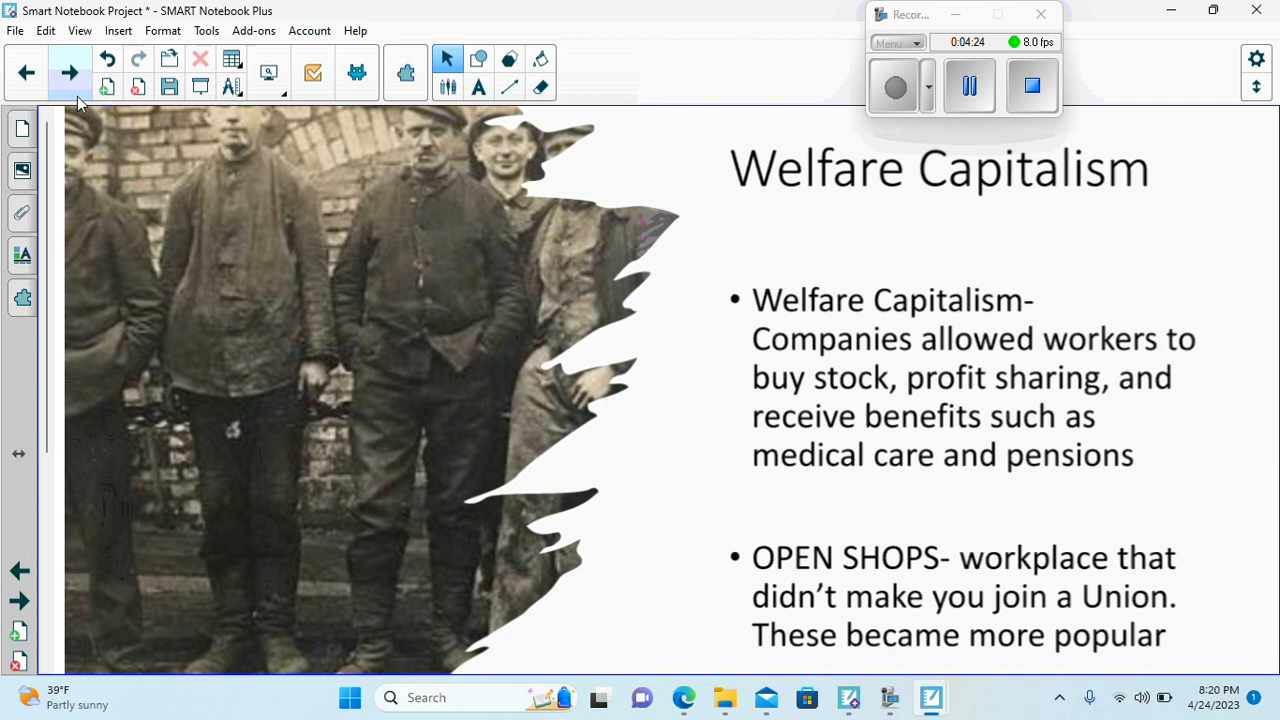 Smart Notebook Project * - SMART Notebook Plus
Recor...
File Edit View Insert Format Tools Add-ons Account Help
Menu 0:04:24 8.0 fps
Welfare Capitalism
• Welfare Capitalism-
Companies allowed workers to
buy stock, profit sharing, and
receive benefits such as
medical care and pensions
• OPEN SHOPS- workplace that
didn't make you join a Union.
These became more popular
39°F
Partly sunny
Search
8:20 PM
4/24/2023
1